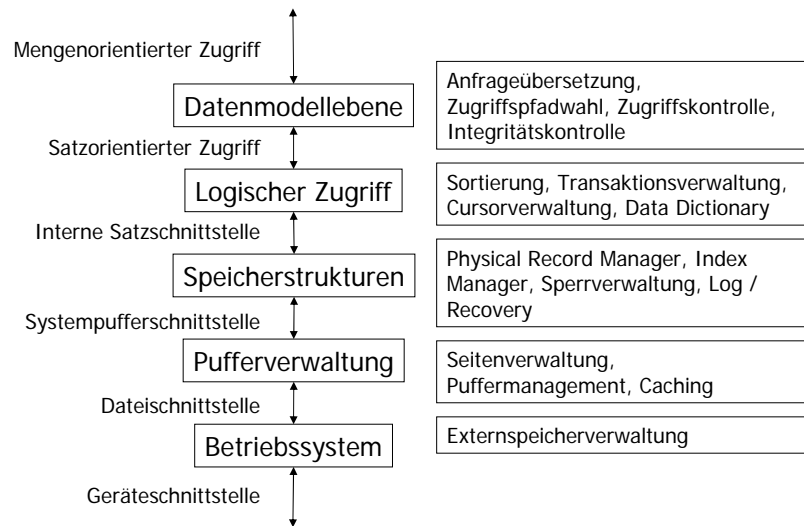 Mengenorientierter Zugriff
Datenmodellebene
Anfrageübersetzung,
Zugriffspfadwahl, Zugriffskontrolle,
Integritätskontrolle
Satzorientierter Zugriff
Logischer Zugriff
Sortierung, Transaktionsverwaltung,
Cursorverwaltung, Data Dictionary
Interne Satzschnittstelle
Speicherstrukturen
Physical Record Manager, Index
Manager, Sperrverwaltung, Log /
Recovery
Systempufferschnittstelle
Pufferverwaltung
Seitenverwaltung,
Puffermanagement, Caching
Dateischnittstelle
Betriebssystem
Externspeicherverwaltung
Geräteschnittstelle